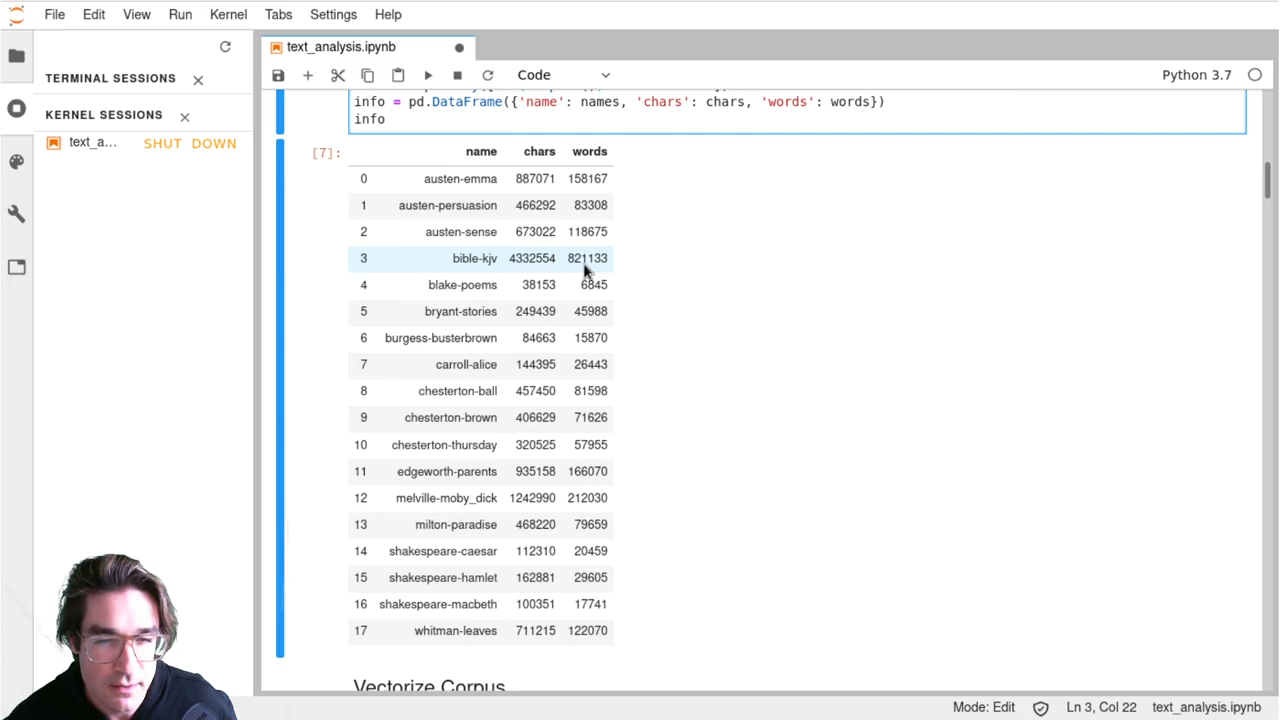 File Edit View Run Kernel Tabs Settings Help
TERMINAL SESSIONS
KERNEL SESSIONS
text_a… SHUT DOWN
text_analysis.ipynb
Code
Python 3.7
info = pd.DataFrame({'name': names, 'chars': chars, 'words': words})
info
[7]:
name chars words
0 austen-emma 887071 158167
1 austen-persuasion 466292 83308
2 austen-sense 673022 118675
3 bible-kjv 4332554 821133
4 blake-poems 38153 6845
5 bryant-stories 249439 45988
6 burgess-busterbrown 84663 15870
7 carroll-alice 144395 26443
8 chesterton-ball 457450 81598
9 chesterton-brown 406629 71626
10 chesterton-thursday 320525 57955
11 edgeworth-parents 935158 166070
12 melville-moby_dick 1242990 212030
13 milton-paradise 468220 79659
14 shakespeare-caesar 112310 20459
15 shakespeare-hamlet 162881 29605
16 shakespeare-macbeth 100351 17741
17 whitman-leaves 711215 122070
Vectorize Corpus
Mode: Edit Ln 3, Col 22 text_analysis.ipynb